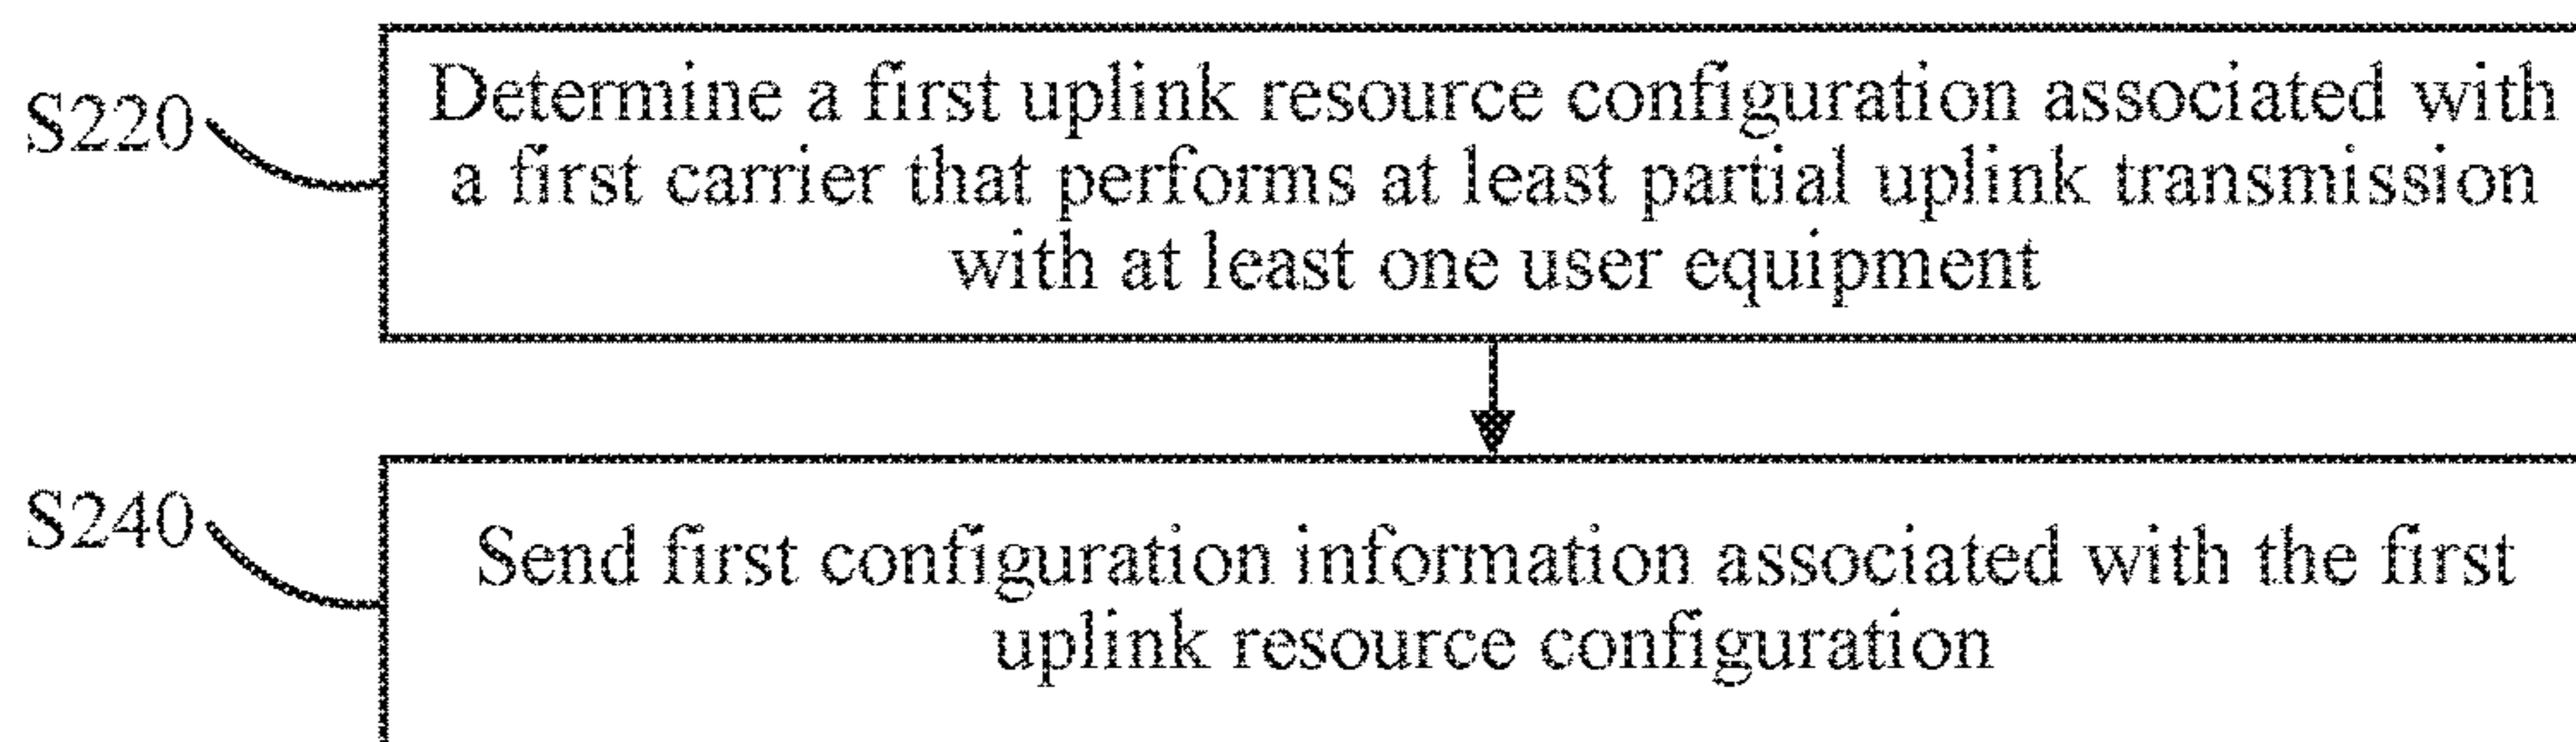 S220
Determine a first uplink resource configuration associated with
a first carrier that performs at least partial uplink transmission
with at least one user equipment
S240
Send first configuration information associated with the first
uplink resource configuration